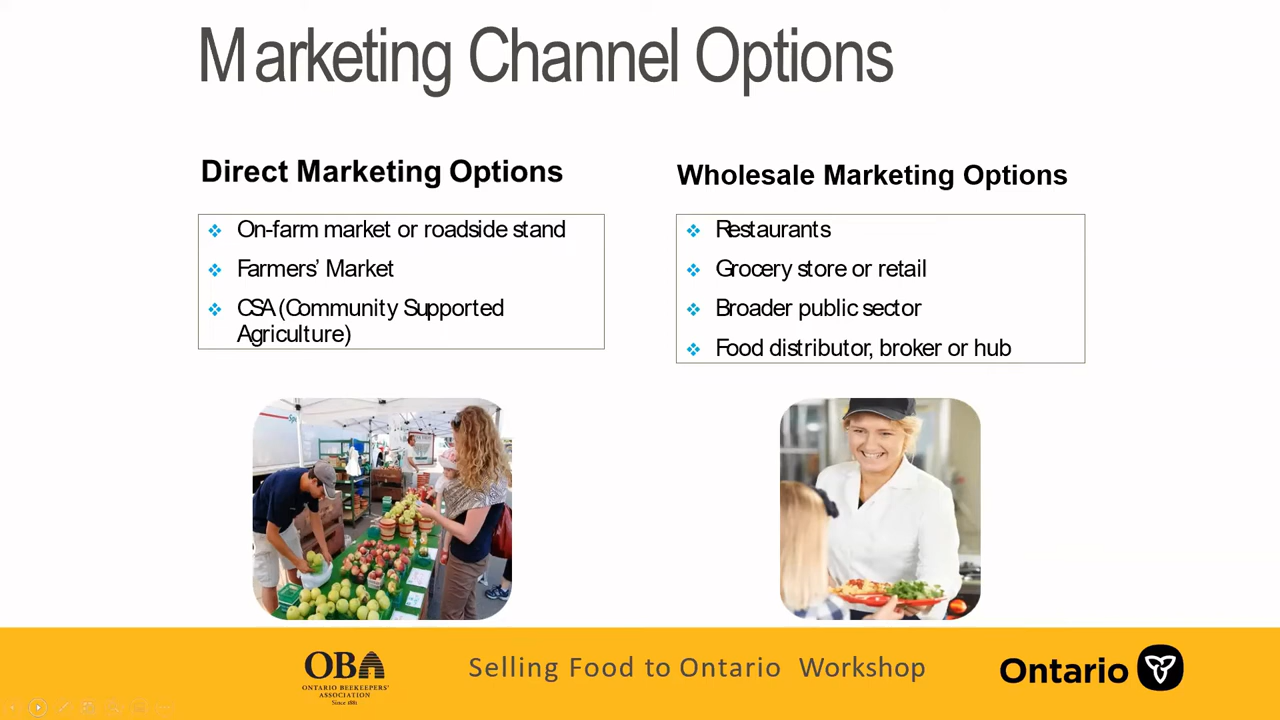 Marketing Channel Options
Direct Marketing Options
On-farm market or roadside stand
Farmers’ Market
CSA (Community Supported
Agriculture)
Wholesale Marketing Options
Restaurants
Grocery store or retail
Broader public sector
Food distributor, broker or hub
OBA
ONTARIO BEEKEEPERS'
ASSOCIATION
Since 1881
Selling Food to Ontario Workshop
Ontario